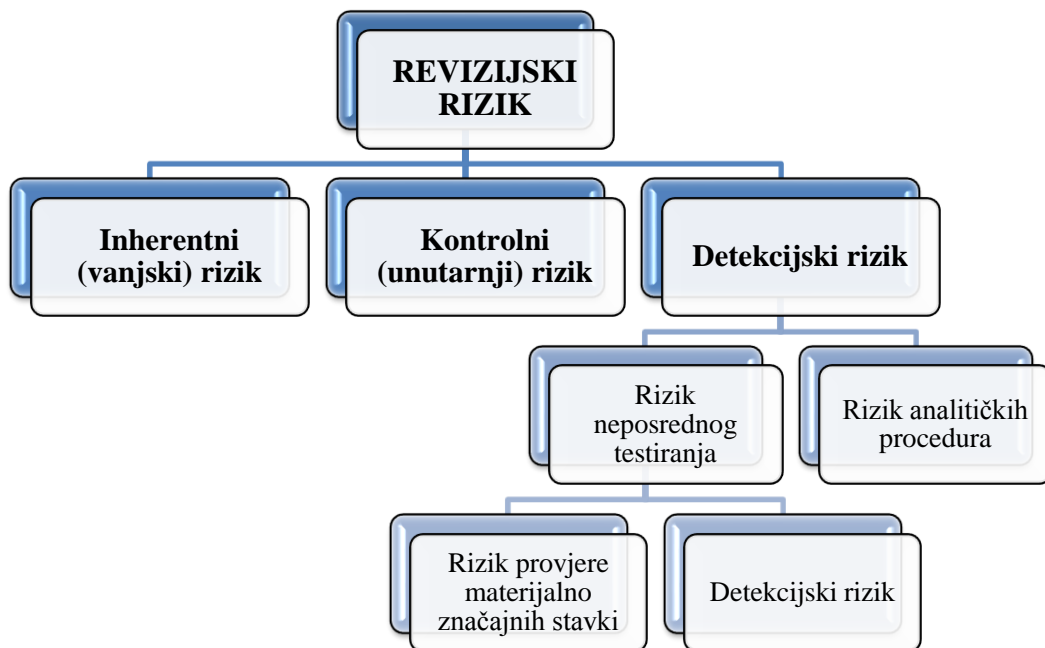 REVIZIJSKI
RIZIK
Inherentni
(vanjski) rizik
Kontrolni
(unutarnji) rizik
Detekcijski rizik
Rizik
neposrednog
testiranja
Rizik analitičkih
procedura
Rizik provjere
materijalno
značajnih stavki
Detekcijski rizik